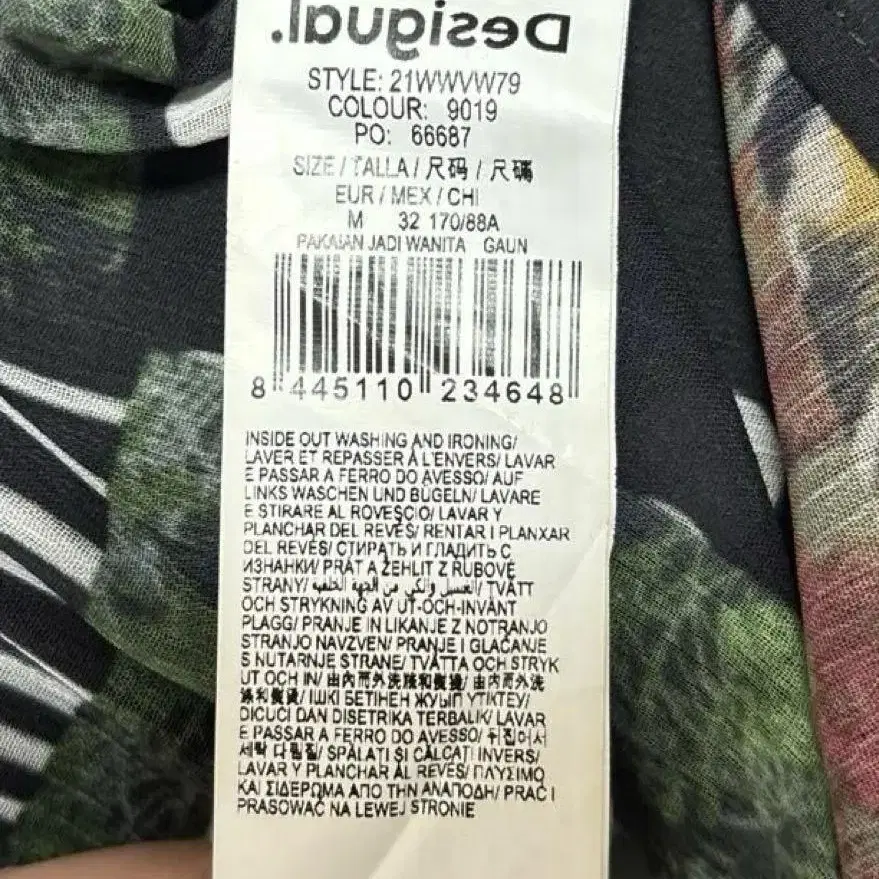 Desigual.
STYLE: 21WWVW79
COLOUR: 9019
PO: 66687
SIZE / TALLA / 尺码 / 尺碼
EUR / MEX / CHI
M 32 170/88A
PAKAIAN JADI WANITA GAUN
8 445110 234648
INSIDE OUT WASHING AND IRONING/
LAVER ET REPASSER À L'ENVERS/ LAVAR
E PASSAR A FERRO DO AVESSO/ AUF
LINKS WASCHEN UND BÜGELN/ LAVARE
E STIRARE AL ROVESCIO/ LAVAR Y
PLANCHAR DEL REVÉS/ RENTAR I PLANXAR
DEL REVÉS/ СТИРАТЬ И ГЛАДИТЬ С
ИЗНАНКИ/ PRÁT A ŽEHLIT Z RUBOVÉ
STRANY/ الغسيل والكي من الجهة الخلفية/ TVÄTT
OCH STRYKNING AV UT-OCH-INVÄNT
PLAGG/ PRANJE IN LIKANJE Z NOTRANJO
STRANJO NAVZVEN/ PRANJE I GLAČANJE
S NUTARNJE STRANE/ TVÄTTA OCH STRYK
UT OCH IN/ 由内而外洗涤和熨烫/ 由內而外洗
滌和熨燙/ ІШКІ БЕТІНЕН ЖУЫП ҮТІКТЕУ/
DICUCI DAN DISETRIKA TERBALIK/ LAVAR
E PASSAR A FERRO DO AVESSO/ 뒤집어서
세탁 다림질/ SPĂLAȚI ȘI CĂLCAȚI INVERS/
LAVAR Y PLANCHAR AL REVÉS/ ΠΛΥΣΙΜΟ
ΚΑΙ ΣΙΔΕΡΩΜΑ ΑΠΟ ΤΗΝ ΑΝΑΠΟΔΗ/ PRAĆ I
PRASOWAĆ NA LEWEJ STRONIE